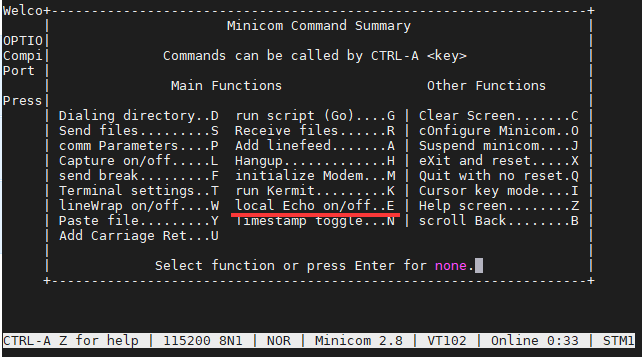 Welco+------------------------------------------------------------------+
| Minicom Command Summary |
OPTIO| |
Compi| Commands can be called by CTRL-A <key> |
Port | |
| Main Functions Other Functions |
Press| |
| Dialing directory..D run script (Go)....G | Clear Screen.......C |
| Send files.........S Receive files......R | cOnfigure Minicom..O |
| comm Parameters....P Add linefeed.......A | Suspend minicom....J |
| Capture on/off.....L Hangup.............H | eXit and reset.....X |
| send break.........F initialize Modem...M | Quit with no reset.Q |
| Terminal settings..T run Kermit.........K | Cursor key mode....I |
| lineWrap on/off....W local Echo on/off..E | Help screen........Z |
| Paste file.........Y Timestamp toggle...N | scroll Back........B |
| Add Carriage Ret...U |
| |
| Select function or press Enter for none. |
+------------------------------------------------------------------+
CTRL-A Z for help | 115200 8N1 | NOR | Minicom 2.8 | VT102 | Online 0:33 | STM1